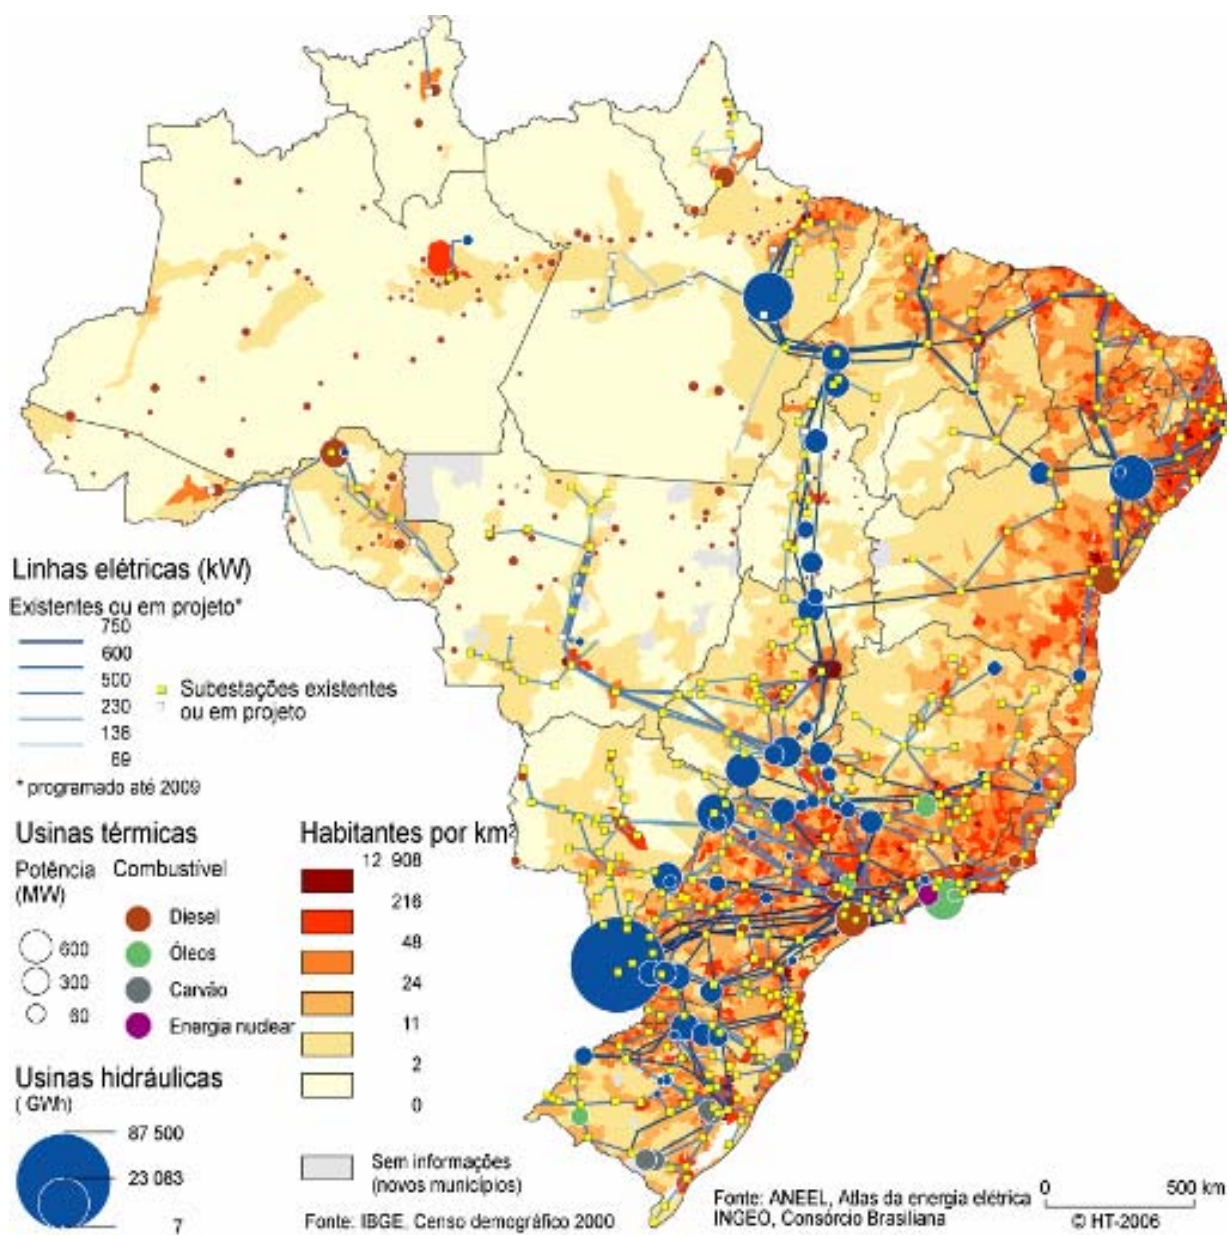 Linhas elétricas (kW)
Existentes ou em projeto*
750
600
500
230
138
69
Subestações existentes
ou em projeto
* programado até 2009
Usinas térmicas
Potência
(MW)
Combustível
600
300
60
Diesel
Óleos
Carvão
Energia nuclear
Usinas hidráulicas
( GWh)
87 500
23 083
7
Habitantes por km²
12 908
216
48
24
11
2
0
Sem informações
(novos municípios)
Fonte: IBGE, Censo demográfico 2000
Fonte: ANEEL, Atlas da energia elétrica
INGEO, Consórcio Brasiliana
0 500 km
© HT-2006